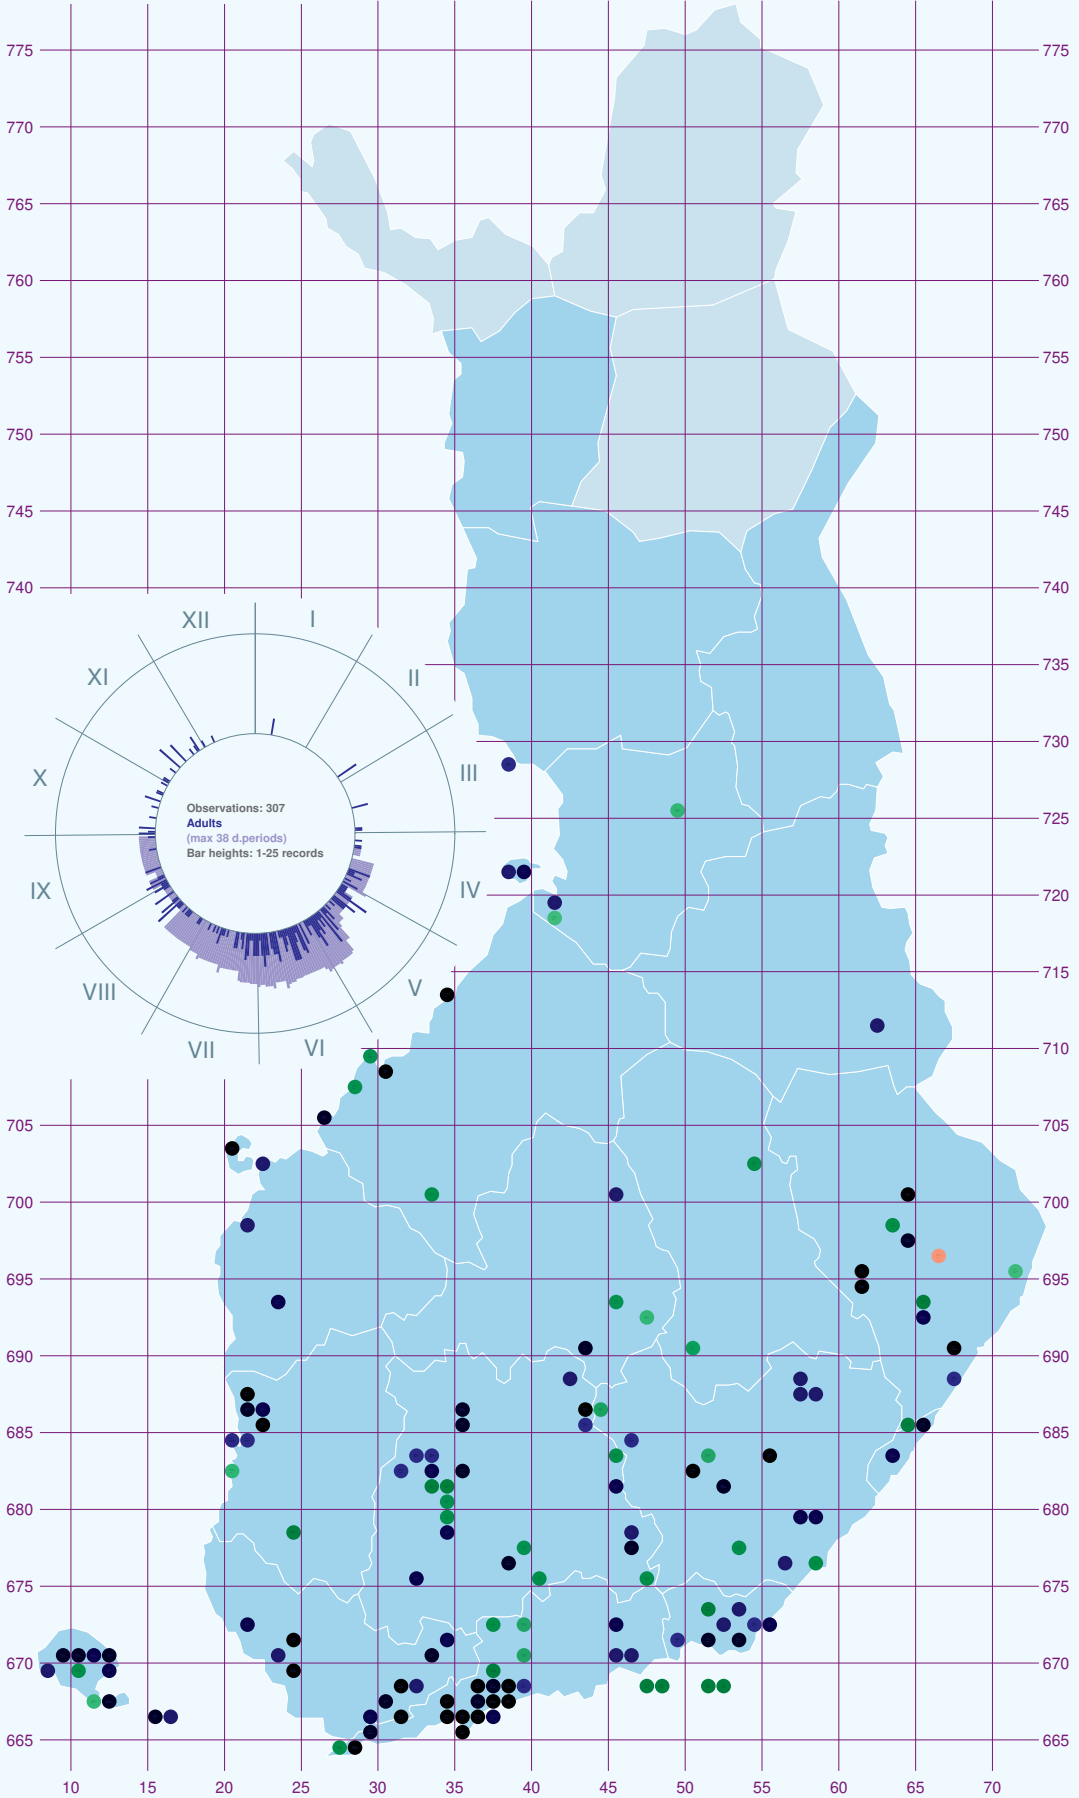 775 775
770 770
765 765
760 760
755 755
750 750
745 745
740 740
XII I
XI II
735 735
730 730
X III
Observations: 307
Adults
(max 38 d.periods)
Bar heights: 1-25 records
725 725
IX IV
720 720
VIII V
715 715
VII VI
710 710
705 705
700 700
695 695
690 690
685 685
680 680
675 675
670 670
665 665
10 15 20 25 30 35 40 45 50 55 60 65 70